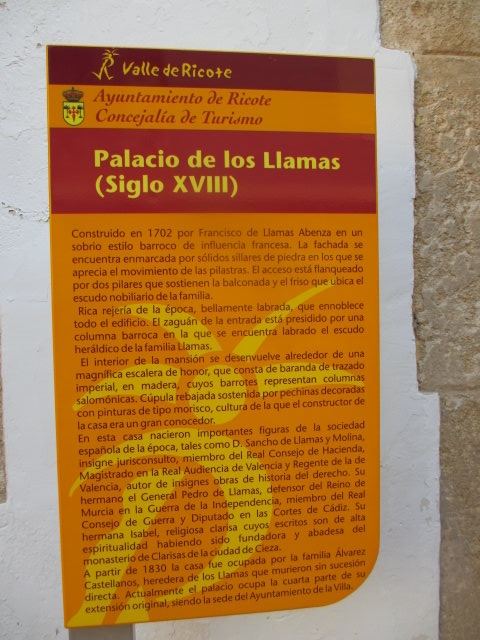 Valle de Ricote
Ayuntamiento de Ricote
Concejalía de Turismo
Palacio de los Llamas
(Siglo XVIII)
Construido en 1702 por Francisco de Llamas Abenza en un
sobrio estilo barroco de influencia francesa. La fachada se
encuentra enmarcada por sólidos sillares de piedra en los que se
aprecia el movimiento de las pilastras. El acceso está flanqueado
por dos pilares que sostienen la balconada y el friso que ubica el
escudo nobiliario de la familia.
Rica rejería de la época, bellamente labrada, que ennoblece
todo el edificio. El zaguán de la entrada está presidido por una
columna barroca en la que se encuentra labrado el escudo
heráldico de la familia Llamas.
El interior de la mansión se desenvuelve alrededor de una
magnífica escalera de honor, que consta de baranda de trazado
imperial, en madera, cuyos barrotes representan columnas
salomónicas. Cúpula rebajada sostenida por pechinas decoradas
con pinturas de tipo morisco, cultura de la que el constructor de
la casa era un gran conocedor.
En esta casa nacieron importantes figuras de la sociedad
española de la época, tales como D. Sancho de Llamas y Molina,
insigne jurisconsulto, miembro del Real Consejo de Hacienda,
Magistrado en la Real Audiencia de Valencia y Regente de la de
Valencia, autor de insignes obras de historia del derecho. Su
hermano el General Pedro de Llamas, defensor del Reino de
Murcia en la Guerra de la Independencia, miembro del Real
Consejo de Guerra y Diputado en las Cortes de Cádiz. Su
hermana Isabel, religiosa clarisa cuyos escritos son de alta
espiritualidad habiendo sido fundadora y abadesa del
monasterio de Clarisas de la ciudad de Cieza.
A partir de 1830 la casa fue ocupada por la familia Álvarez
Castellanos, heredera de los Llamas que murieron sin sucesión
directa. Actualmente el palacio ocupa la cuarta parte de su
extensión original, siendo la sede del Ayuntamiento de la Villa.